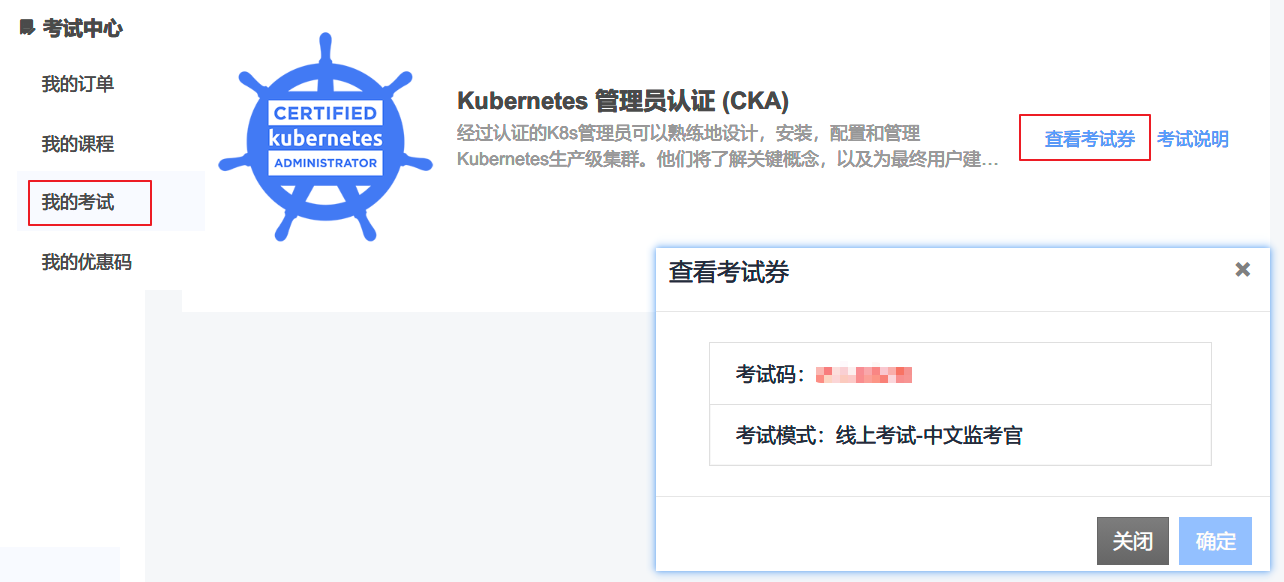 考试中心
我的订单
我的课程
我的考试
我的优惠码
CERTIFIED
kubernetes
ADMINISTRATOR
Kubernetes 管理员认证 (CKA)
经过认证的K8s管理员可以熟练地设计，安装，配置和管理
Kubernetes生产级集群。他们将了解关键概念，以及为最终用户建...
查看考试券 考试说明
查看考试券
考试码：
考试模式：线上考试-中文监考官
关闭 确定